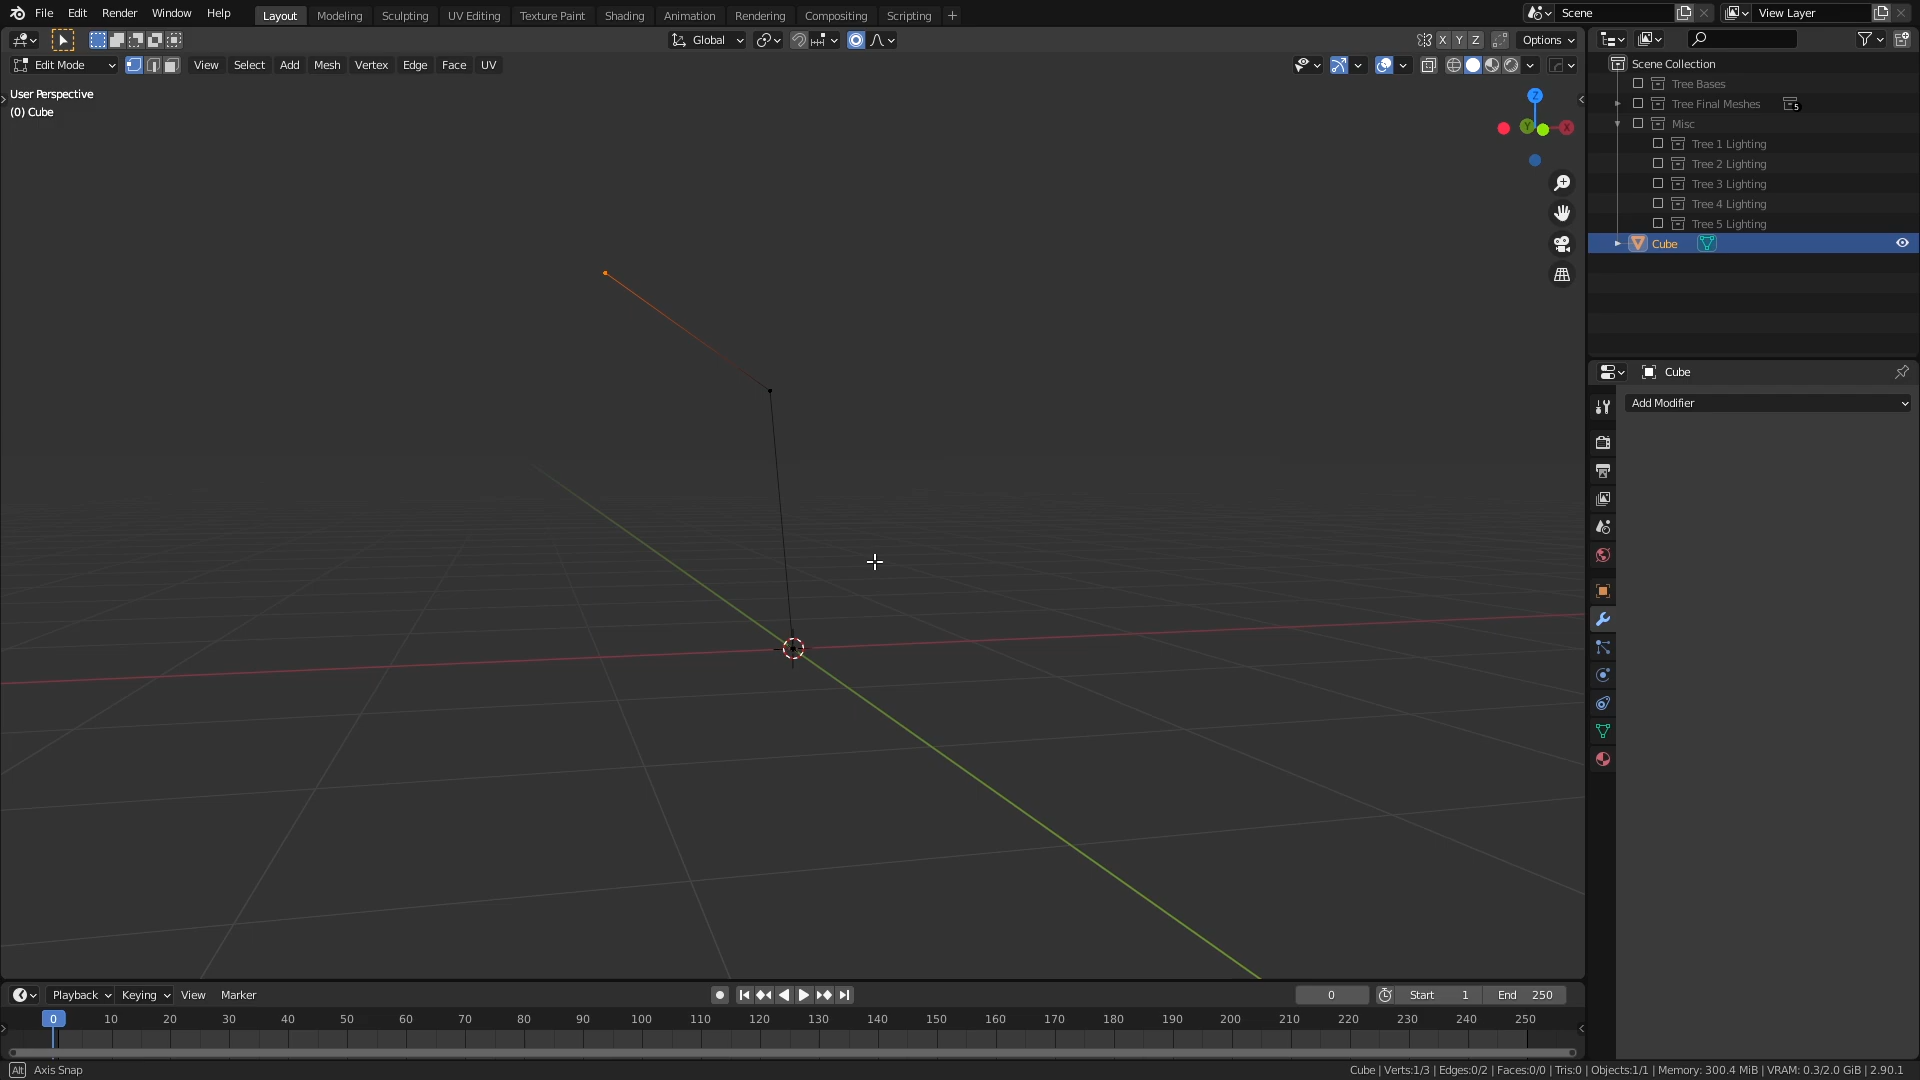 File Edit Render Window Help
Layout Modeling Sculpting UV Editing Texture Paint Shading Animation Rendering Compositing Scripting +
Scene
View Layer
Global
X Y Z
Options
Edit Mode
View Select Add Mesh Vertex Edge Face UV
User Perspective
(0) Cube
Z
Y
X
Scene Collection
Tree Bases
Tree Final Meshes 5
Misc
Tree 1 Lighting
Tree 2 Lighting
Tree 3 Lighting
Tree 4 Lighting
Tree 5 Lighting
Cube
Cube
Add Modifier
Playback Keying View Marker
0 Start 1 End 250
0 10 20 30 40 50 60 70 80 90 100 110 120 130 140 150 160 170 180 190 200 210 220 230 240 250
Alt Axis Snap
Cube | Verts:1/3 | Edges:0/2 | Faces:0/0 | Tris:0 | Objects:1/1 | Memory: 300.4 MiB | VRAM: 0.3/2.0 GiB | 2.90.1